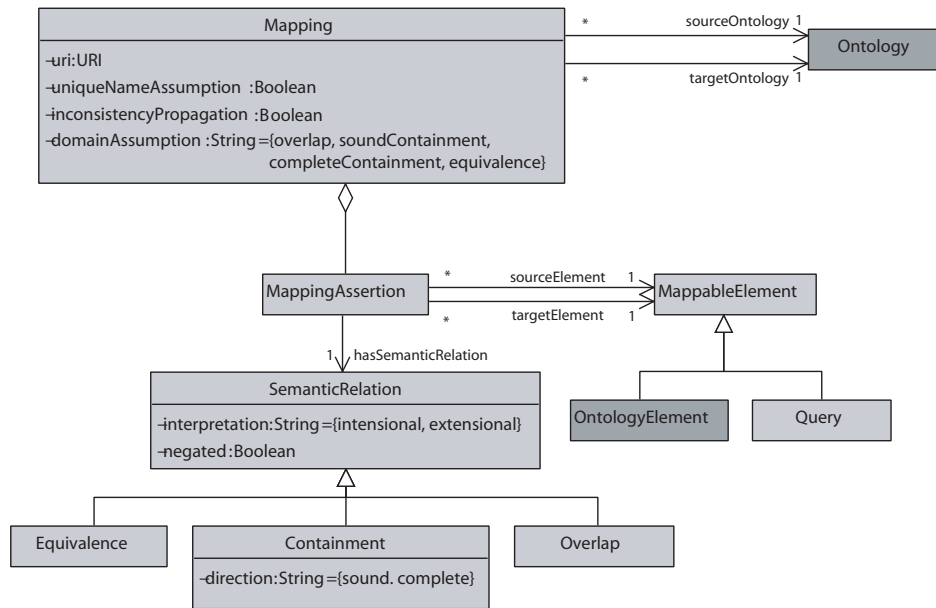 Mapping
-uri:URI
-uniqueNameAssumption :Boolean
-inconsistencyPropagation :Boolean
-domainAssumption :String={overlap, soundContainment,
completeContainment, equivalence}
* sourceOntology 1
* targetOntology 1
Ontology
MappingAssertion
* sourceElement 1
* targetElement 1
MappableElement
1 hasSemanticRelation
SemanticRelation
-interpretation:String={intensional, extensional}
-negated:Boolean
OntologyElement
Query
Equivalence
Containment
-direction:String={sound. complete}
Overlap